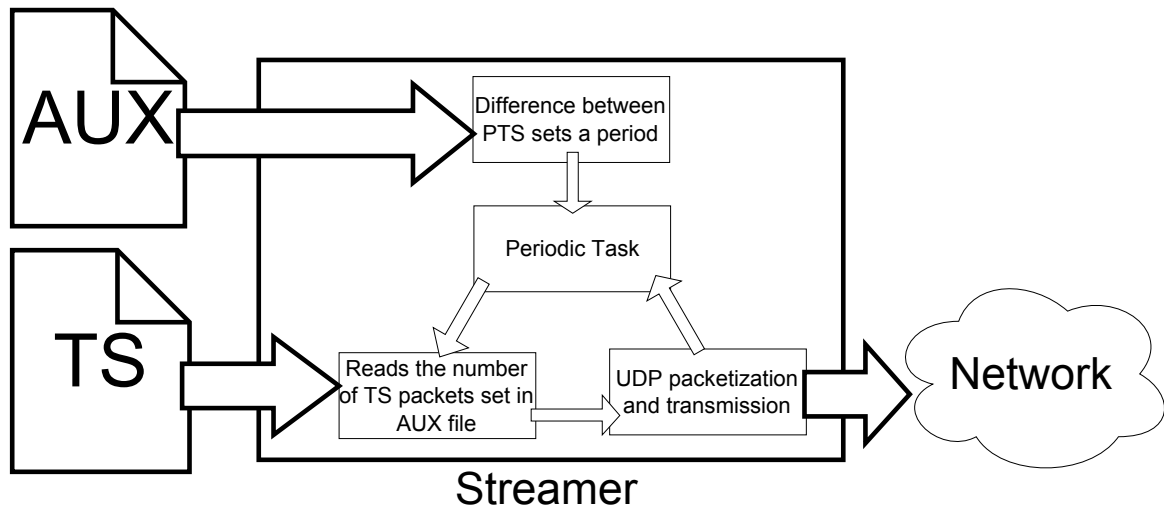 AUX
Difference between
PTS sets a period
Periodic Task
TS
Reads the number
of TS packets set in
AUX file
UDP packetization
and transmission
Network
Streamer